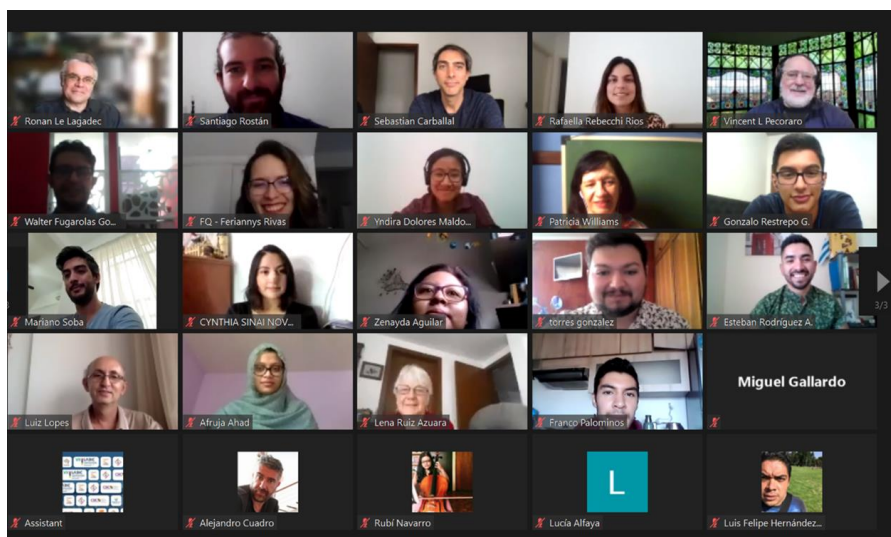 Ronan Le Lagadec
Santiago Rostán
Sebastian Carballal
Rafaella Rebecchi Rios
Vincent L Pecoraro
Walter Fugarolas Go...
FQ - Feriannys Rivas
Yndira Dolores Maldo...
Patricia Williams
Gonzalo Restrepo G.
Mariano Soba
CYNTHIA SINAI NOV...
Zenayda Aguilar
torres gonzalez
Esteban Rodríguez A.
3/3
Luiz Lopes
Afruja Ahad
Lena Ruiz Azuara
Franco Palominos
Miguel Gallardo
Assistant
Alejandro Cuadro
Rubí Navarro
L
Lucía Alfaya
Luis Felipe Hernández...